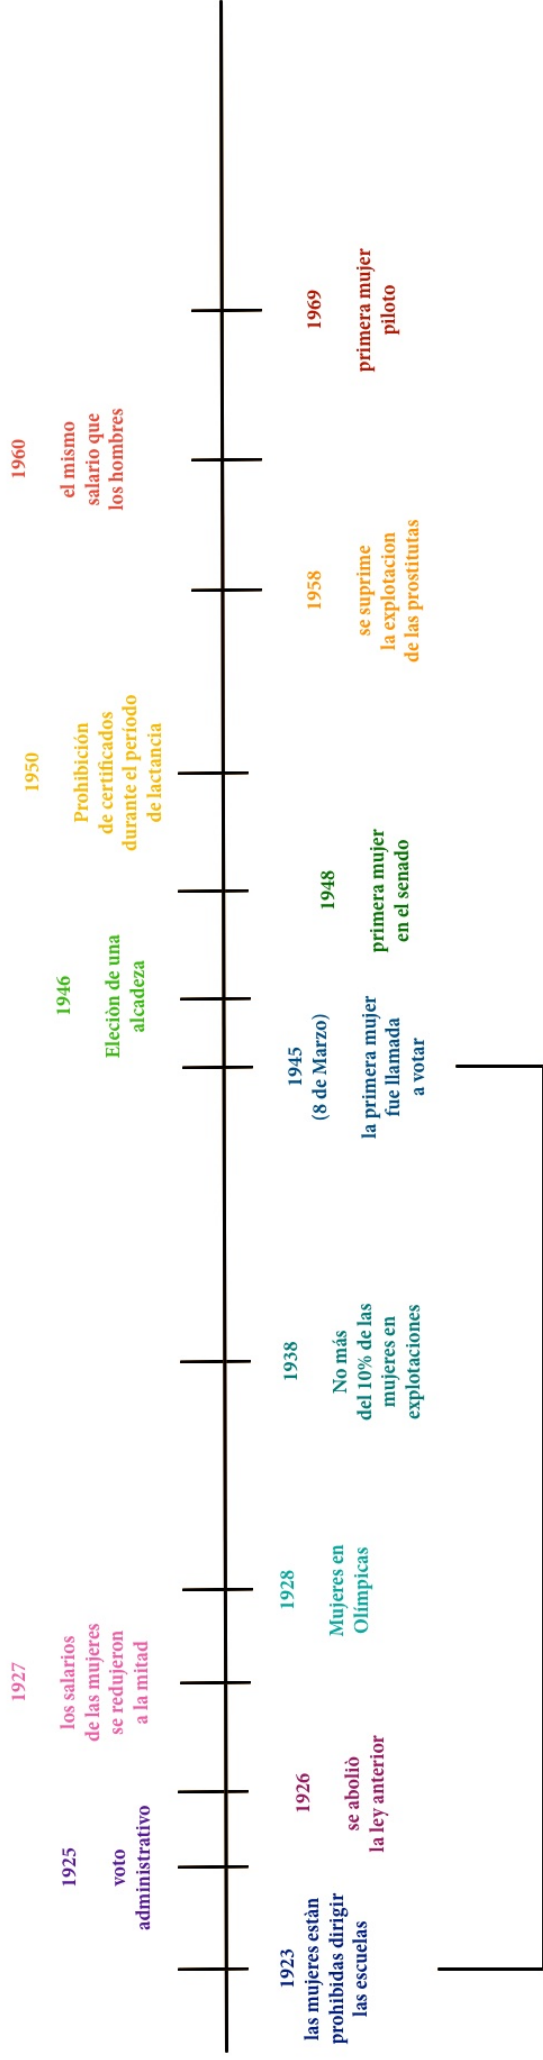 1923
las mujeres estàn
prohibidas dirigir
las escuelas
1925
voto
administrativo
1926
se aboliò
la ley anterior
1927
los salarios
de las mujeres
se redujeron
a la mitad
1928
Mujeres en
Olímpicas
1938
No más
del 10% de las
mujeres en
explotaciones
1945
(8 de Marzo)
la primera mujer
fue llamada
a votar
1946
Eleciòn de una
alcadeza
1948
primera mujer
en el senado
1950
Prohibición
de certificados
durante el período
de lactancia
1958
se suprime
la explotacion
de las prostitutas
1960
el mismo
salario que
los hombres
1969
primera mujer
piloto